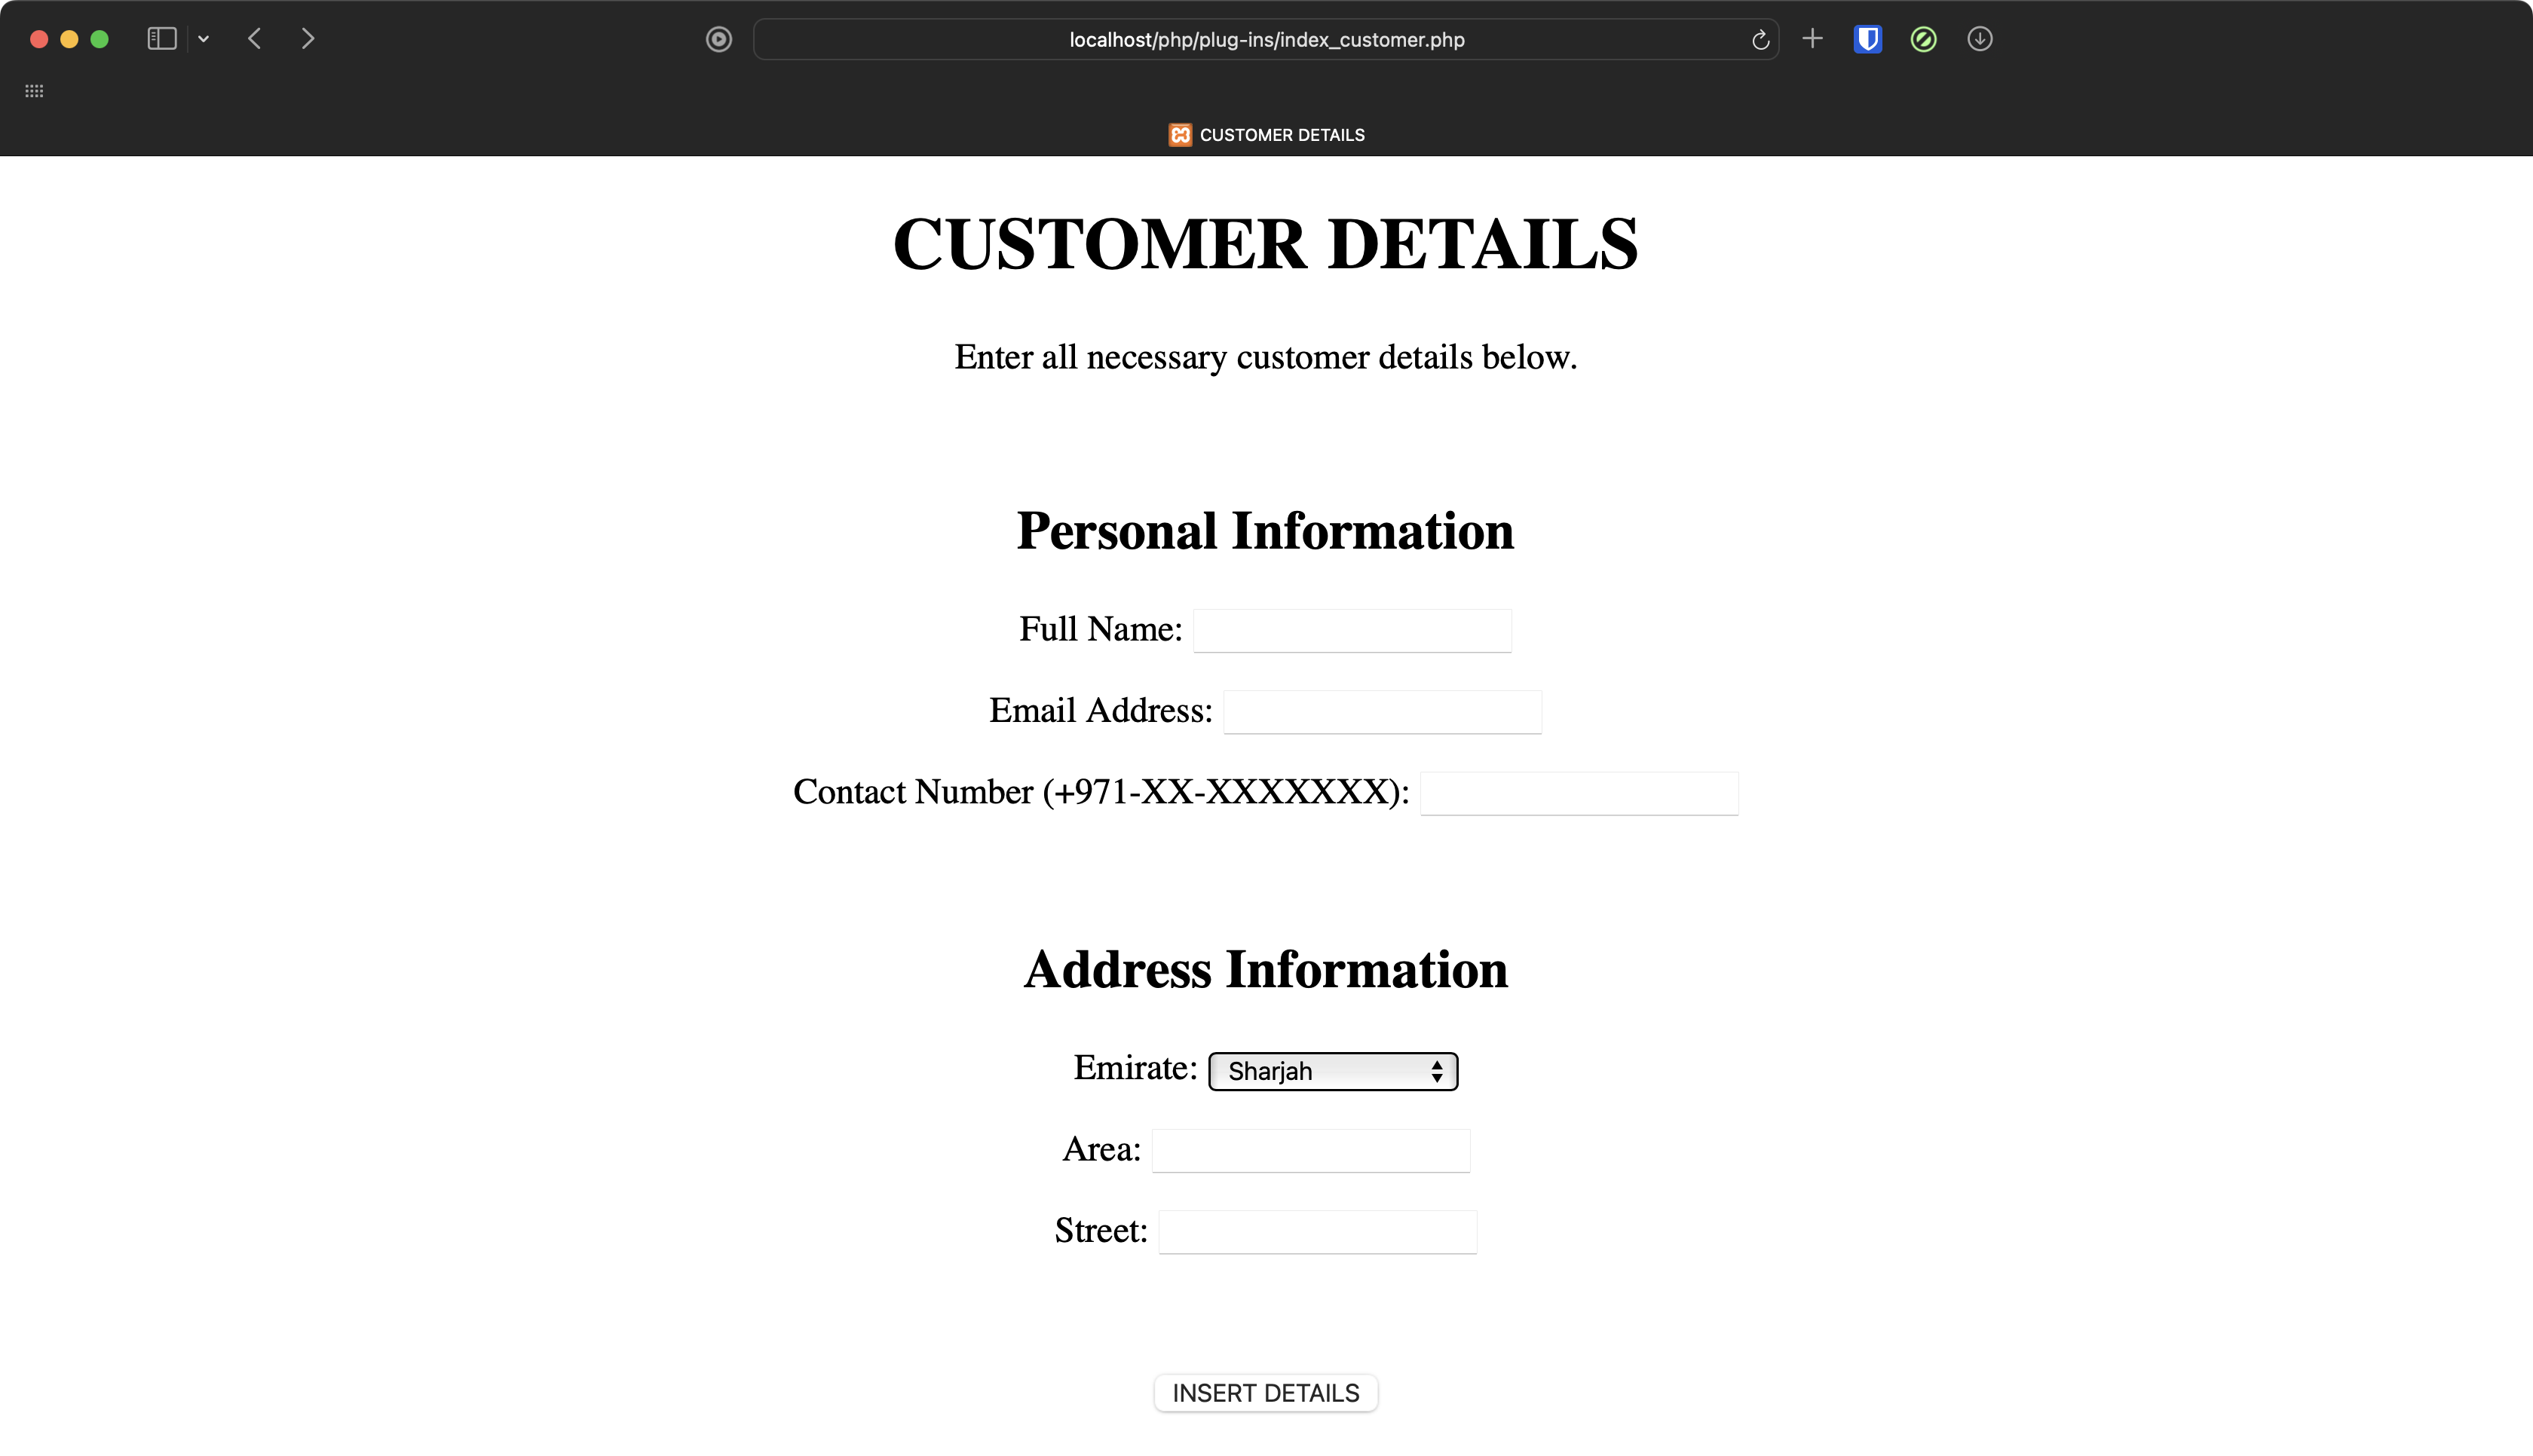 localhost/php/plug-ins/index_customer.php
CUSTOMER DETAILS
CUSTOMER DETAILS
Enter all necessary customer details below.
Personal Information
Full Name:
Email Address:
Contact Number (+971-XX-XXXXXXX):
Address Information
Emirate: Sharjah
Area:
Street:
INSERT DETAILS